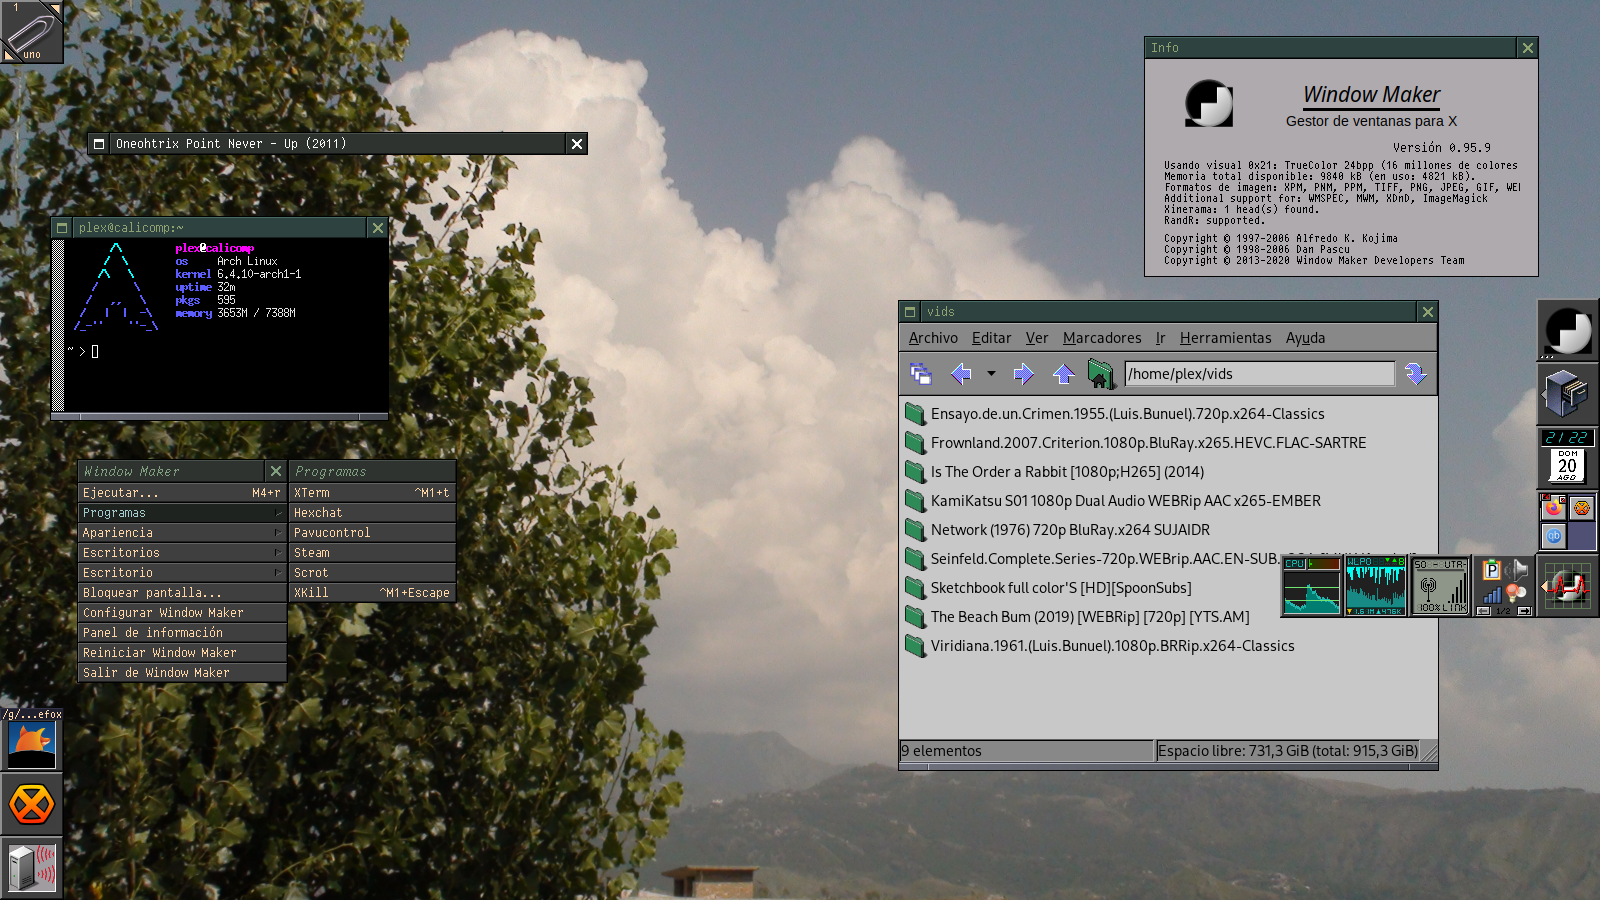 1
uno
Oneohtrix Point Never - Up (2011)
plex@calicomp:~
plex@calicomp
os Arch Linux
kernel 6.4.10-arch1-1
uptime 32m
pkgs 595
memory 3653M / 7388M
~ >
Window Maker
Ejecutar... M4+r
Programas
Apariencia
Escritorios
Escritorio
Bloquear pantalla...
Configurar Window Maker
Panel de información
Reiniciar Window Maker
Salir de Window Maker
Programas
XTerm ^M1+t
Hexchat
Pavucontrol
Steam
Scrot
XKill ^M1+Escape
/g/...efox
Info
Window Maker
Gestor de ventanas para X
Versión 0.95.9
Usando visual 0x21: TrueColor 24bpp (16 millones de colores
Memoria total disponible: 9840 kB (en uso: 4821 kB).
Formatos de imagen: XPM, PNM, PPM, TIFF, PNG, JPEG, GIF, WE
Additional support for: WMSPEC, MWM, XDnD, ImageMagick
Xinerama: 1 head(s) found.
RandR: supported.
Copyright © 1997-2006 Alfredo K. Kojima
Copyright © 1998-2006 Dan Pascu
Copyright © 2013-2020 Window Maker Developers Team
vids
Archivo Editar Ver Marcadores Ir Herramientas Ayuda
/home/plex/vids
Ensayo.de.un.Crimen.1955.(Luis.Bunuel).720p.x264-Classics
Frownland.2007.Criterion.1080p.BluRay.x265.HEVC.FLAC-SARTRE
Is The Order a Rabbit [1080p;H265] (2014)
KamiKatsu S01 1080p Dual Audio WEBRip AAC x265-EMBER
Network (1976) 720p BluRay.x264 SUJAIDR
Seinfeld.Complete.Series-720p.WEBrip.AAC.EN-SUB.
Sketchbook full color'S [HD][SpoonSubs]
The Beach Bum (2019) [WEBRip] [720p] [YTS.AM]
Viridiana.1961.(Luis.Bunuel).1080p.BRRip.x264-Classics
9 elementos
Espacio libre: 731,3 GiB (total: 915,3 GiB)
21:22
DOM
20
AGO
qb
CPU
WLP0
100%LINK
P
1/2